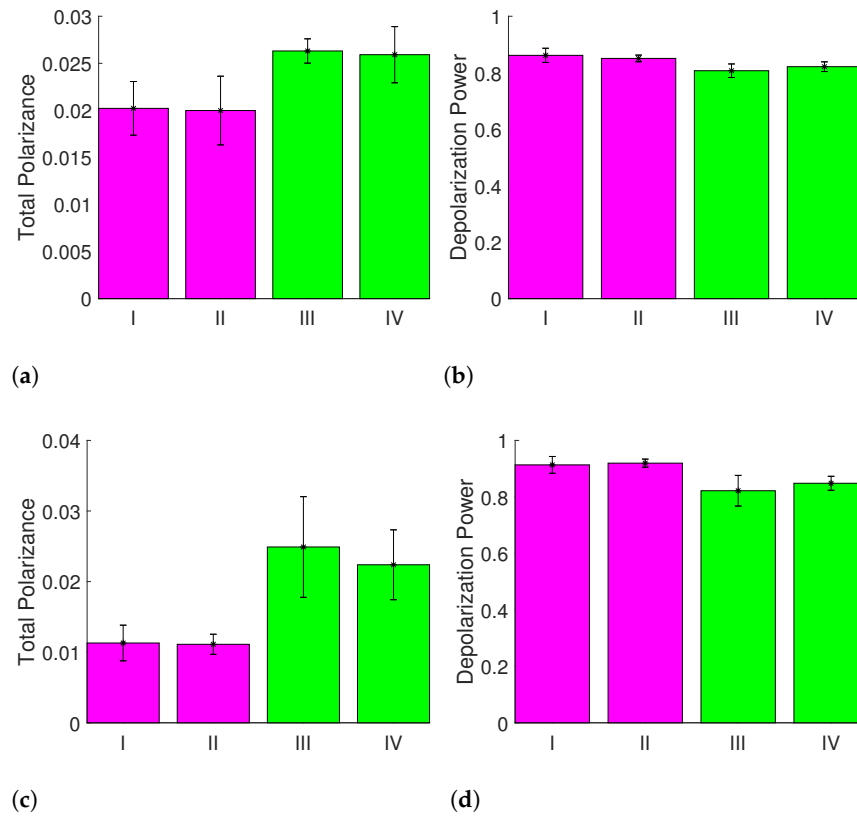 Total Polarizance
0.03
0.025
0.02
0.015
0.01
0.005
0
I II III IV
(a)
Depolarization Power
1
0.8
0.6
0.4
0.2
0
I II III IV
(b)
Total Polarizance
0.04
0.03
0.02
0.01
0
I II III IV
(c)
Depolarization Power
1
0.8
0.6
0.4
0.2
0
I II III IV
(d)